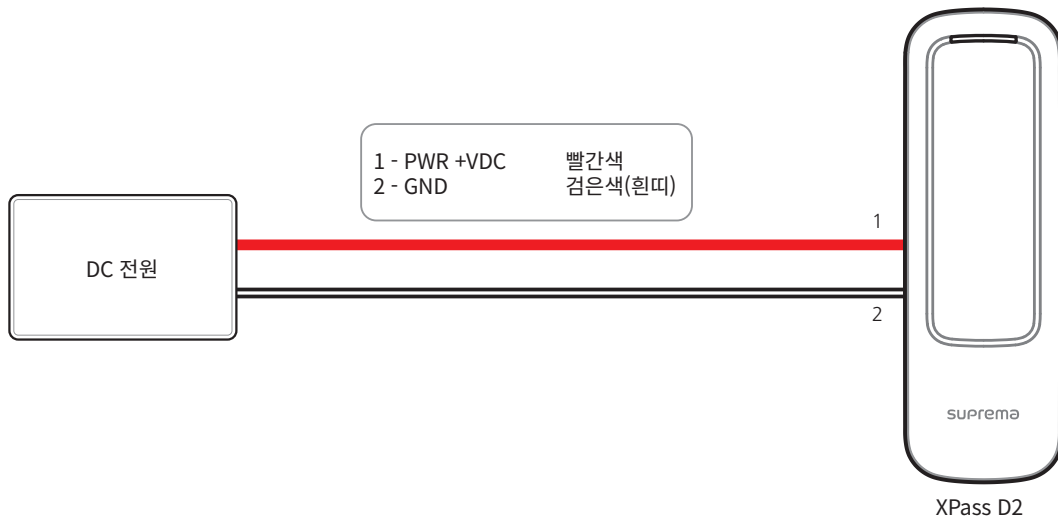 1 - PWR +VDC 빨간색
2 - GND 검은색(흰띠)
1
DC 전원
2
suprema
XPass D2